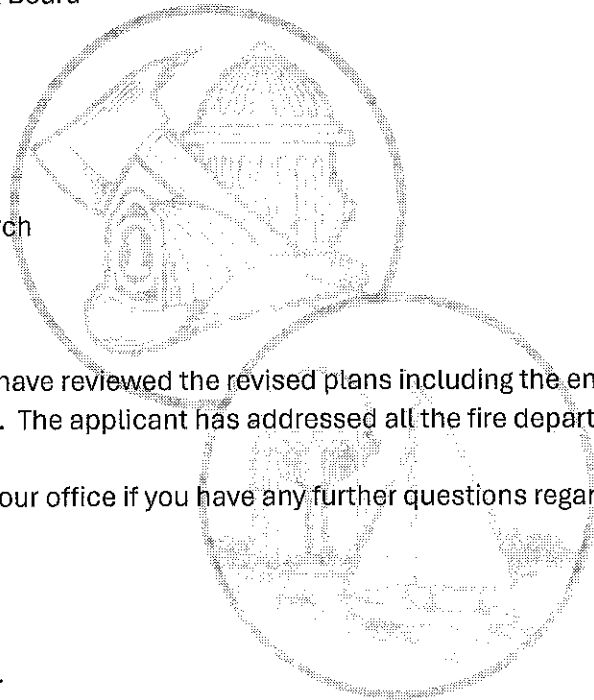 Board
rch
have reviewed the revised plans including the en
. The applicant has addressed all the fire depart
our office if you have any further questions regar
.